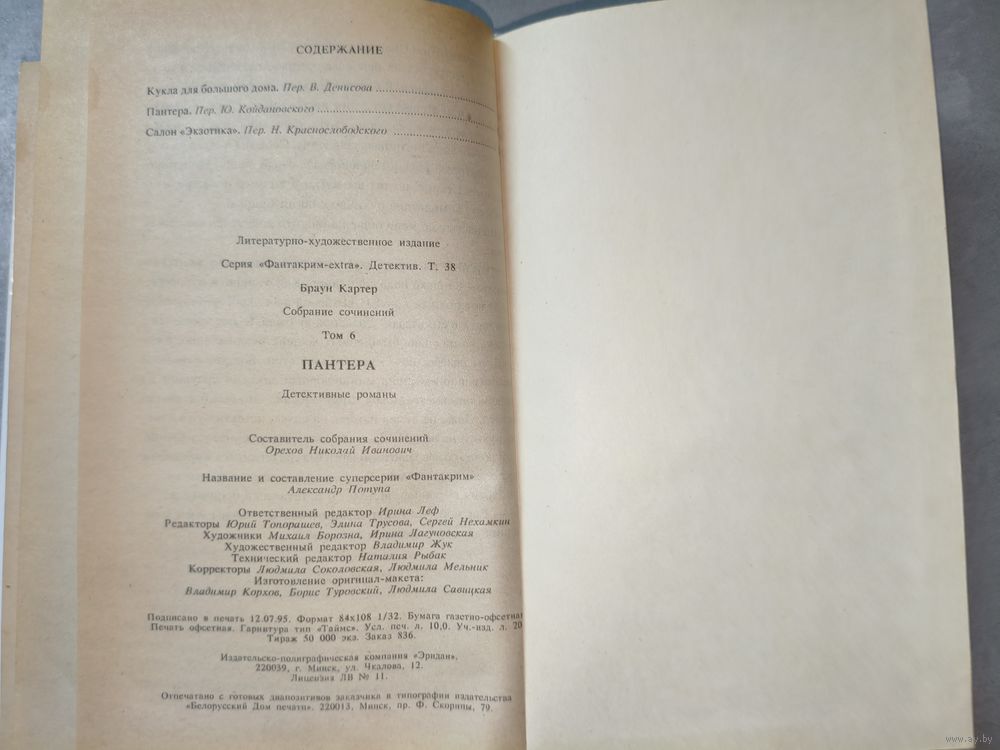 СОДЕРЖАНИЕ
Кукла для большого дома. Пер. В. Денисова
Пантера. Пер. Ю. Койдановского
Салон «Экзотика». Пер. Н. Краснослободского
Литературно-художественное издание
Серия «Фантакрим-extra». Детектив. Т. 38
Браун Картер
Собрание сочинений
Том 6
ПАНТЕРА
Детективные романы
Составитель собрания сочинений
Орехов Николай Иванович
Название и составление суперсерии «Фантакрим»
Александр Потупа
Ответственный редактор Ирина Леф
Редакторы Юрий Топорашев, Элина Трусова, Сергей Нехамкин
Художники Михаил Борозна, Ирина Лагуновская
Художественный редактор Владимир Жук
Технический редактор Наталия Рыбак
Корректоры Людмила Соколовская, Людмила Мельник
Изготовление оригинал-макета:
Владимир Корхов, Борис Туровский, Людмила Савицкая
Подписано в печать 12.07.95. Формат 84х108 1/32. Бумага газетно-офсетная
Печать офсетная. Гарнитура тип «Таймс». Усл. печ. л. 10,0. Уч.-изд. л. 20
Тираж 50 000 экз. Заказ 836.
Издательско-полиграфическая компания «Эридан».
220039, г. Минск, ул. Чкалова, 12.
Лицензия ЛВ № 11.
Отпечатано с готовых диапозитивов заказчика в типографии издательства
«Белорусский Дом печати». 220013, Минск, пр. Ф. Скорины, 79.
www.ay.by